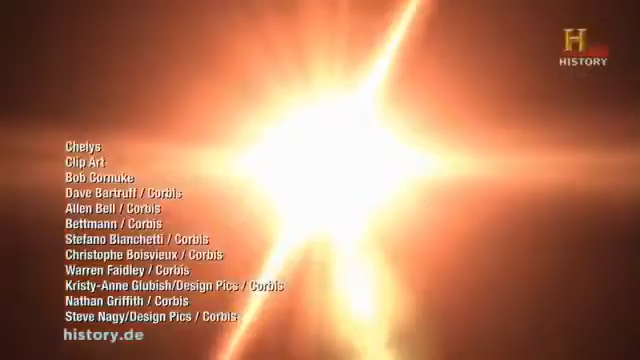 H
HISTORY
Chelys
Clip Art
Bob Cornuke
Dave Bartruff / Corbis
Allen Bell / Corbis
Bettmann / Corbis
Stefano Bianchetti / Corbis
Christophe Boisvieux / Corbis
Warren Faidley / Corbis
Kristy-Anne Glubish/Design Pics / Corbis
Nathan Griffith / Corbis
Steve Nagy/Design Pics / Corbis
history.de